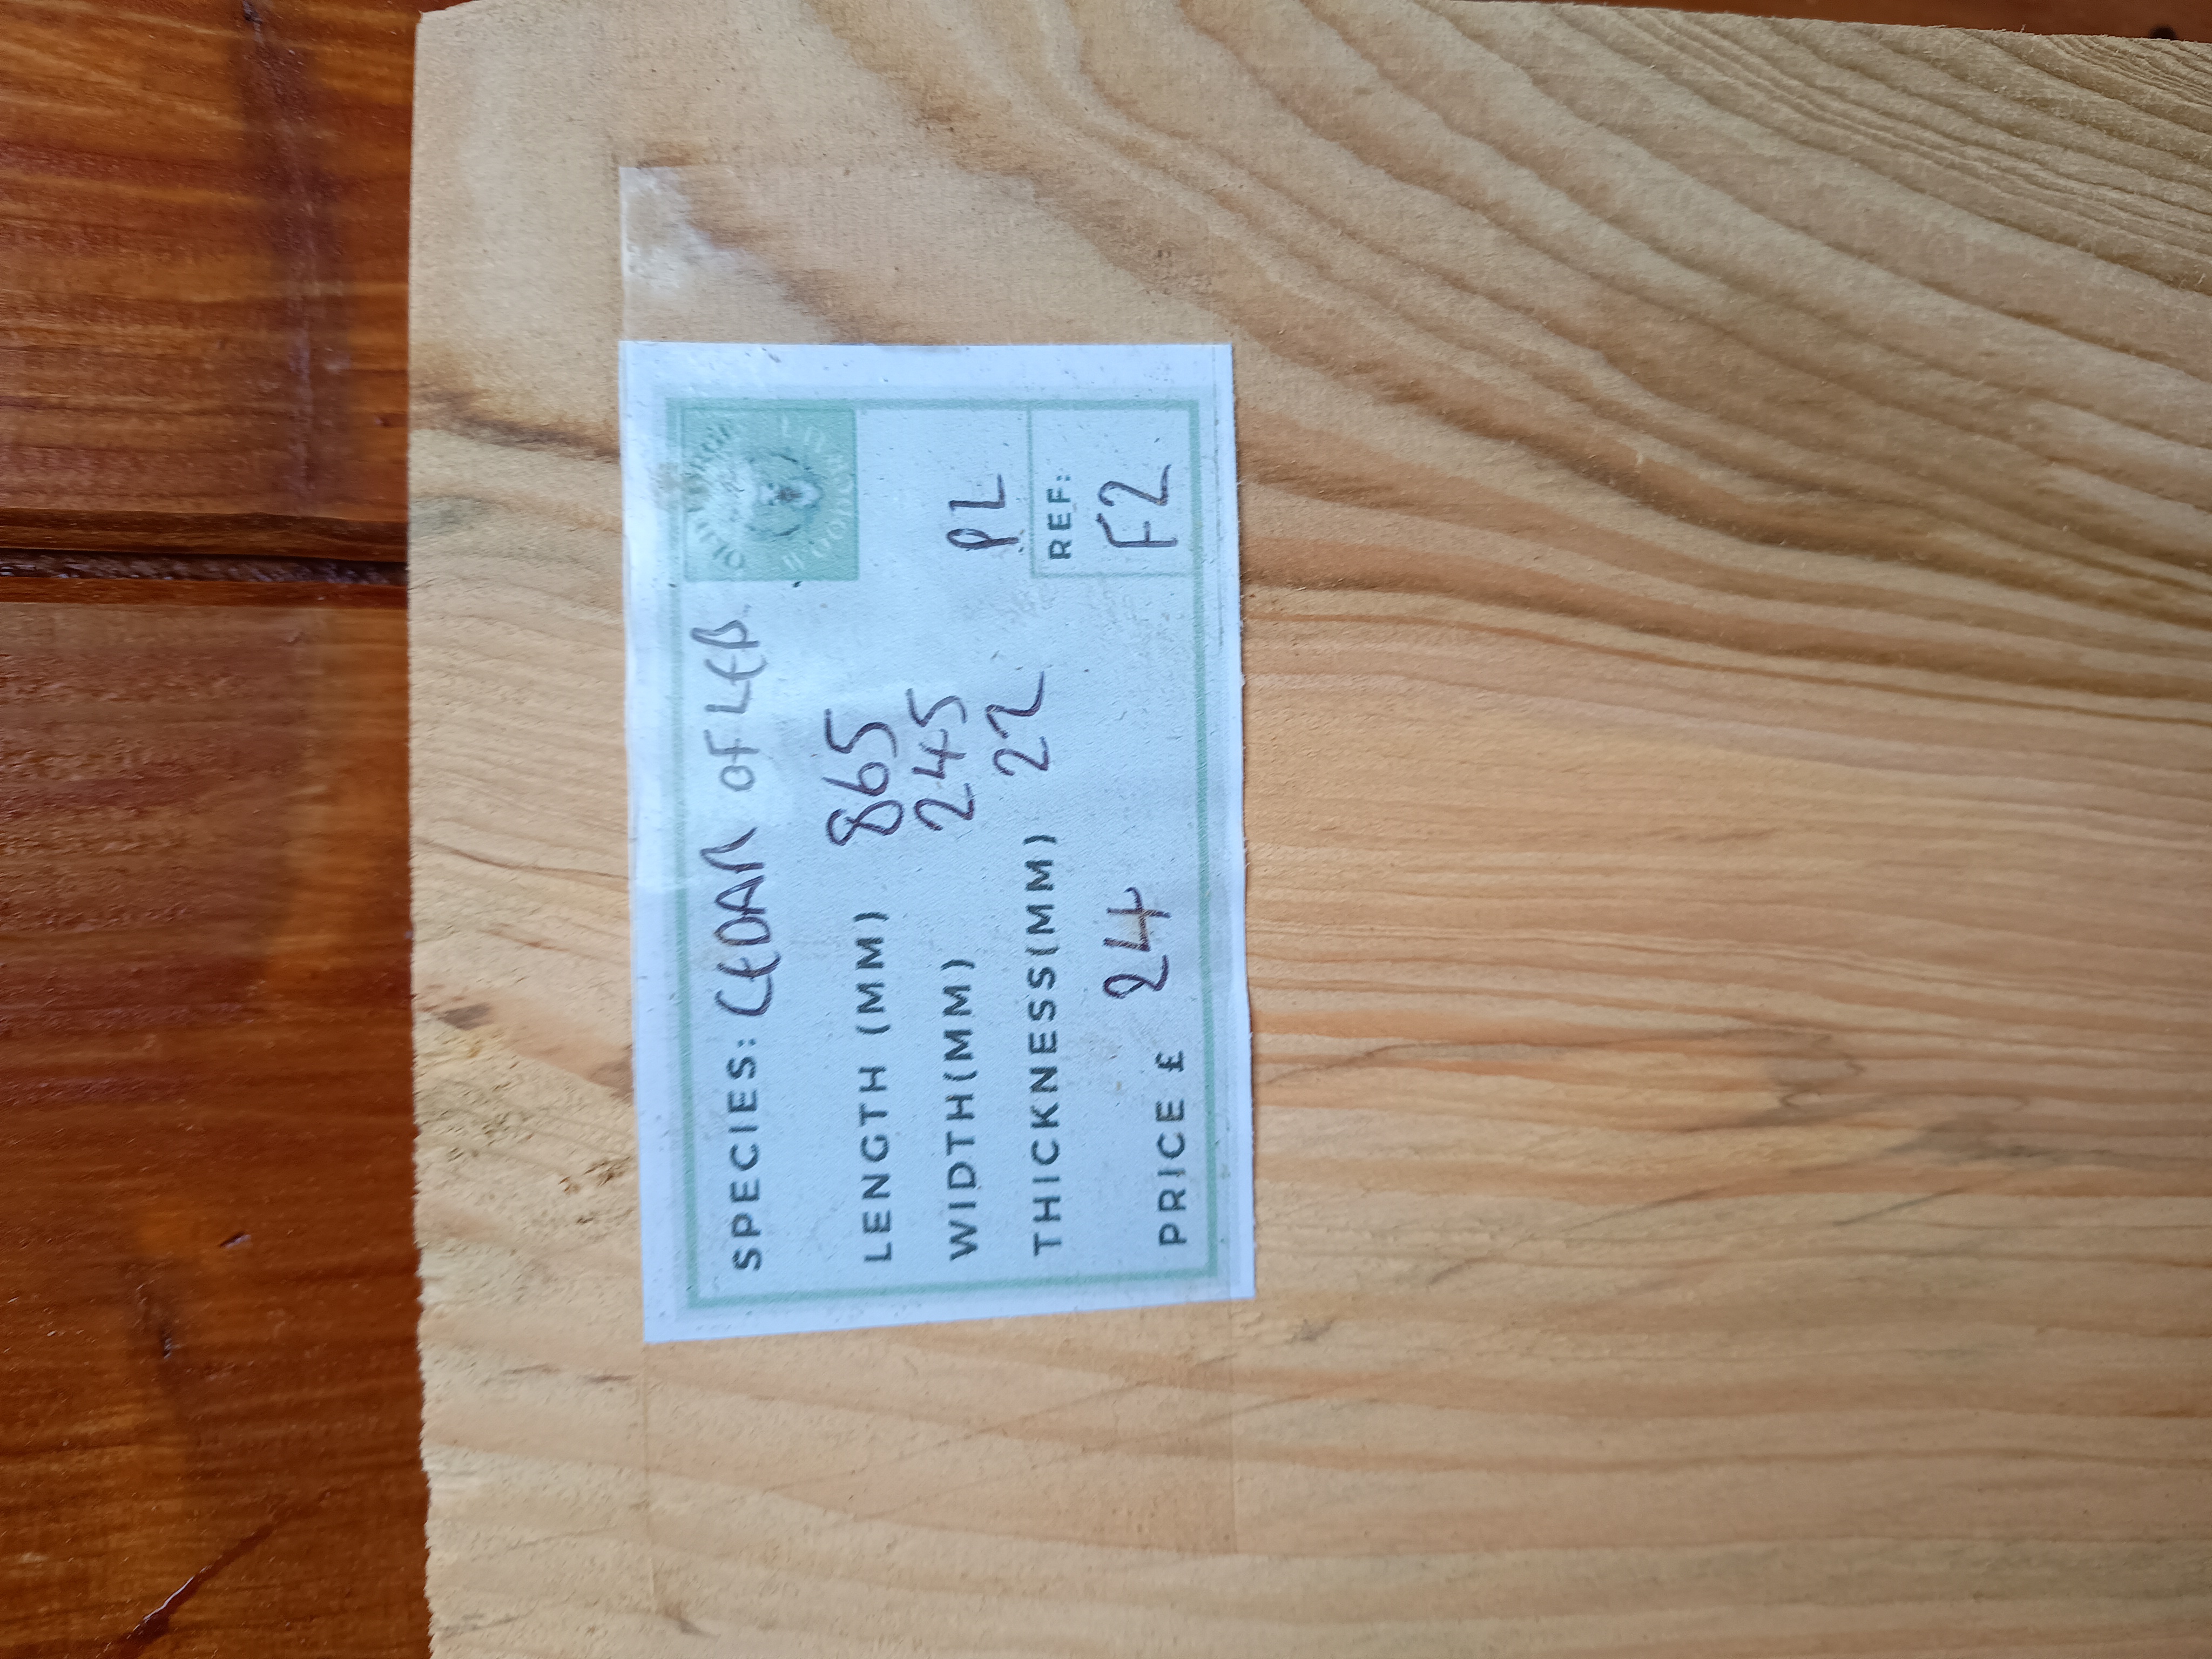 SPECIES: CEDAR OF LEB.
LENGTH (MM) 865
WIDTH(MM) 245
THICKNESS(MM) 22
PL
REF:
F2
PRICE £ 24